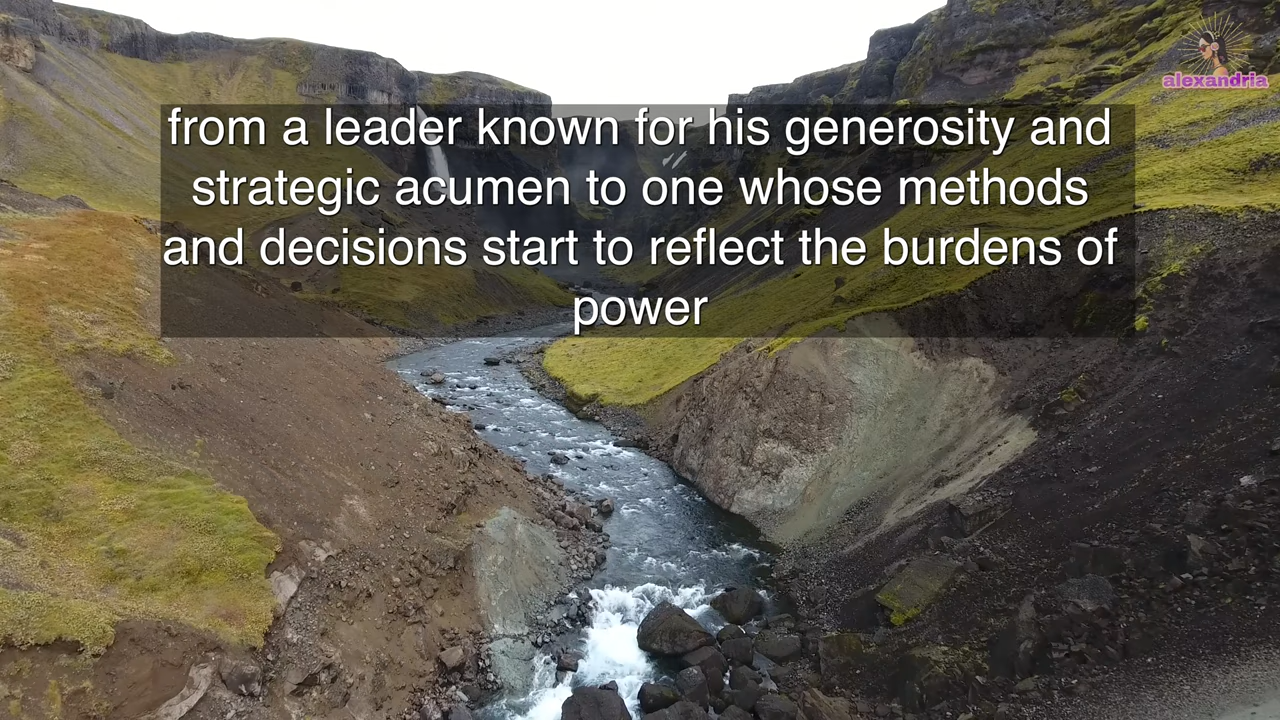 alexandria
from a leader known for his generosity and
strategic acumen to one whose methods
and decisions start to reflect the burdens of
power